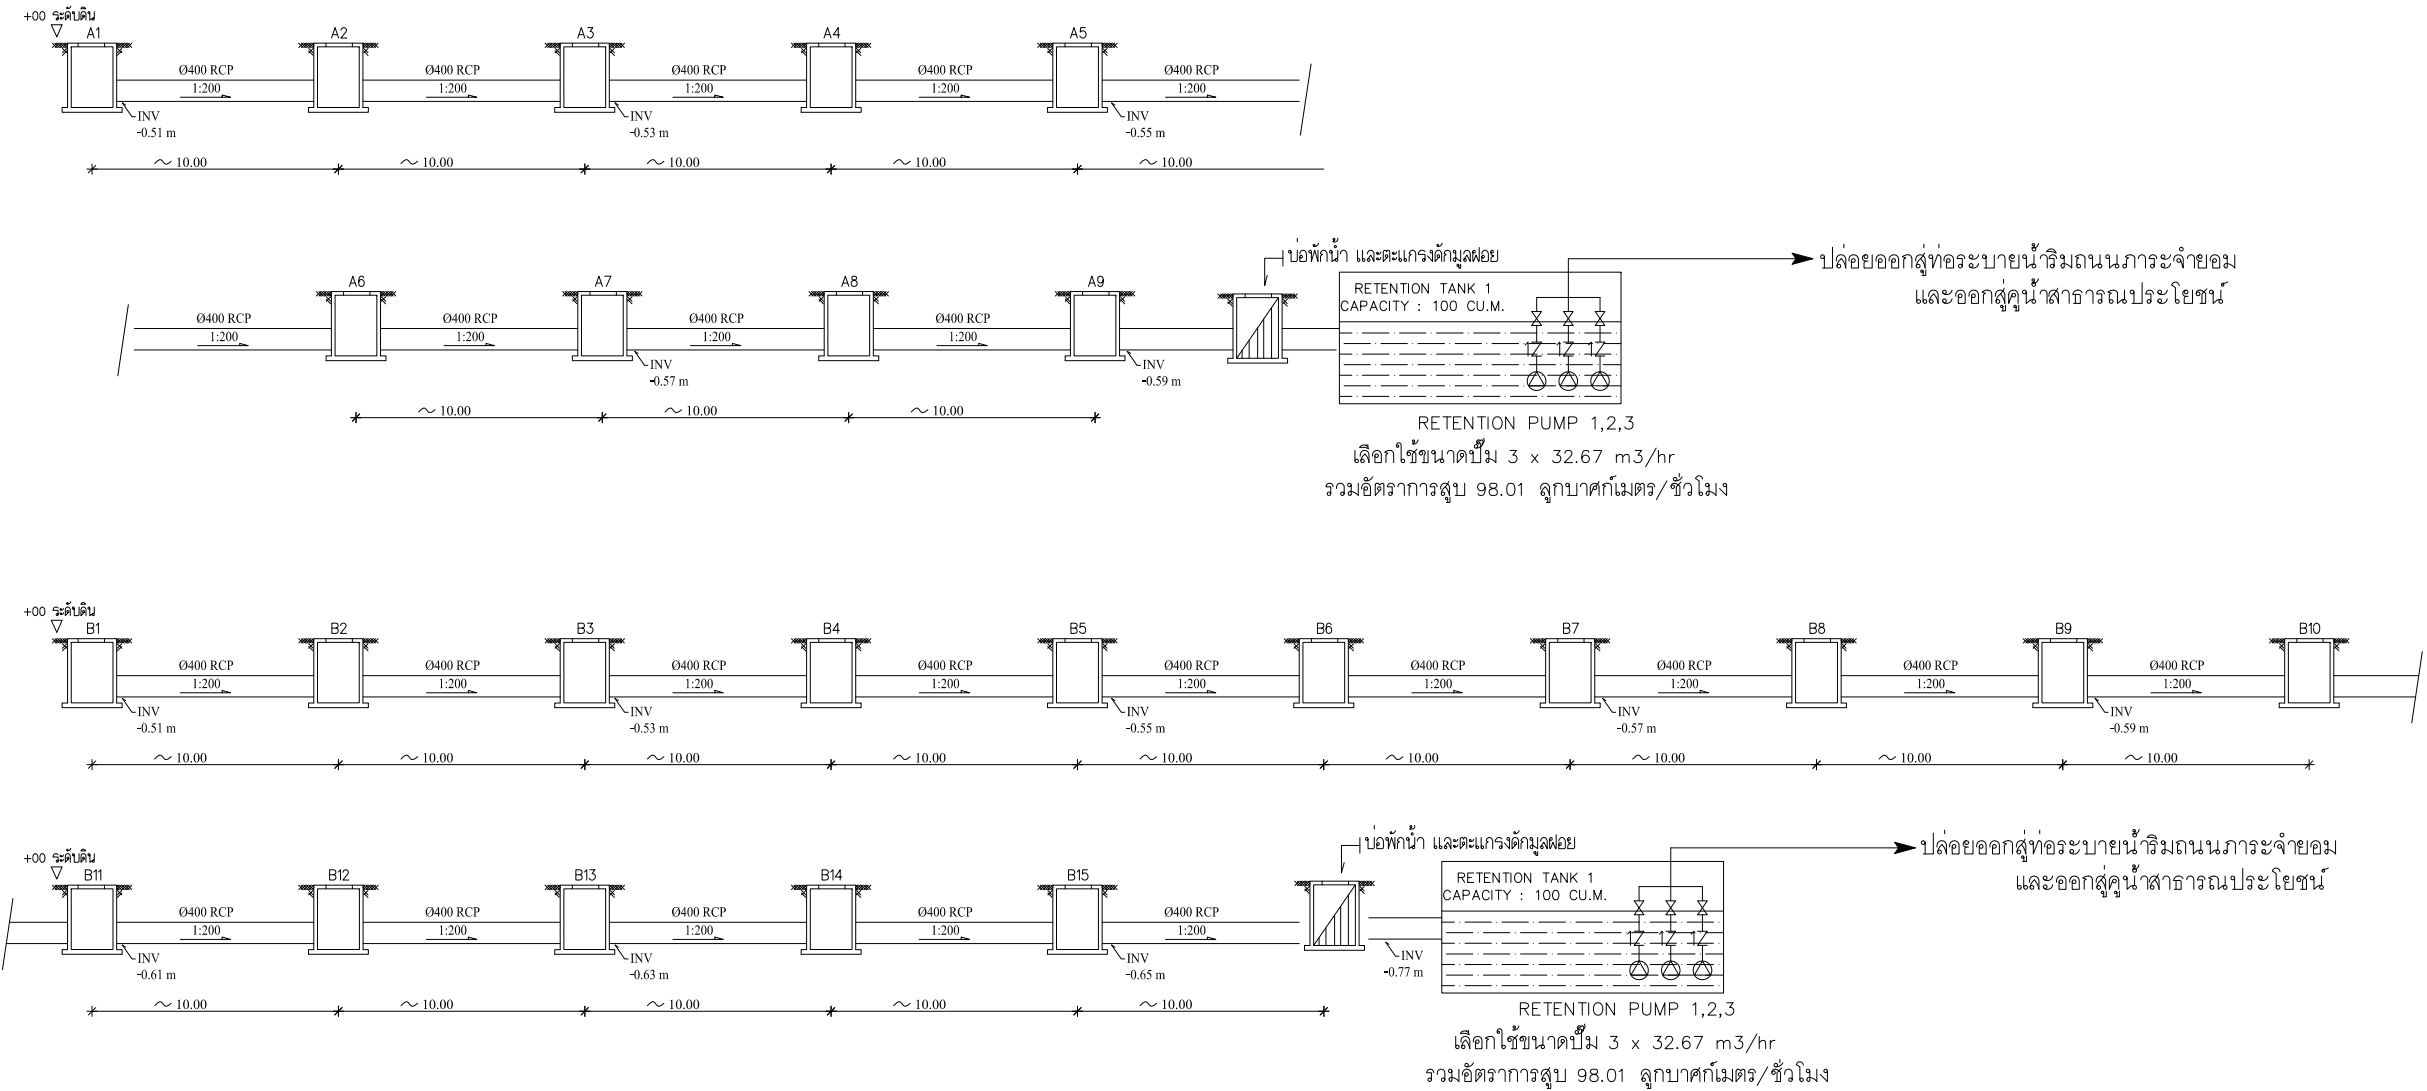 +00 ระดับดิน
A1 A2 A3 A4 A5
Ø400 RCP Ø400 RCP Ø400 RCP Ø400 RCP Ø400 RCP
1:200 1:200 1:200 1:200 1:200
INV INV INV
-0.51 m -0.53 m -0.55 m
~ 10.00 ~ 10.00 ~ 10.00 ~ 10.00 ~ 10.00
บ่อพักน้ำ และตะแกรงดักมูลฝอย
ปล่อยออกสู่ท่อระบายน้ำริมถนนภาระจำยอม
และออกสู่คูน้ำสาธารณประโยชน์
A6 A7 A8 A9
RETENTION TANK 1
CAPACITY : 100 CU.M.
Ø400 RCP Ø400 RCP Ø400 RCP Ø400 RCP
1:200 1:200 1:200 1:200
INV INV
-0.57 m -0.59 m
~ 10.00 ~ 10.00 ~ 10.00
RETENTION PUMP 1,2,3
เลือกใช้ขนาดปั๊ม 3 x 32.67 m3/hr
รวมอัตราการสูบ 98.01 ลูกบาศก์เมตร/ชั่วโมง
+00 ระดับดิน
B1 B2 B3 B4 B5 B6 B7 B8 B9 B10
Ø400 RCP Ø400 RCP Ø400 RCP Ø400 RCP Ø400 RCP Ø400 RCP Ø400 RCP Ø400 RCP Ø400 RCP
1:200 1:200 1:200 1:200 1:200 1:200 1:200 1:200 1:200
INV INV INV INV INV
-0.51 m -0.53 m -0.55 m -0.57 m -0.59 m
~ 10.00 ~ 10.00 ~ 10.00 ~ 10.00 ~ 10.00 ~ 10.00 ~ 10.00 ~ 10.00 ~ 10.00
+00 ระดับดิน
บ่อพักน้ำ และตะแกรงดักมูลฝอย
ปล่อยออกสู่ท่อระบายน้ำริมถนนภาระจำยอม
และออกสู่คูน้ำสาธารณประโยชน์
B11 B12 B13 B14 B15
RETENTION TANK 1
CAPACITY : 100 CU.M.
Ø400 RCP Ø400 RCP Ø400 RCP Ø400 RCP Ø400 RCP
1:200 1:200 1:200 1:200 1:200
INV INV INV INV
-0.61 m -0.63 m -0.65 m -0.77 m
~ 10.00 ~ 10.00 ~ 10.00 ~ 10.00 ~ 10.00
RETENTION PUMP 1,2,3
เลือกใช้ขนาดปั๊ม 3 x 32.67 m3/hr
รวมอัตราการสูบ 98.01 ลูกบาศก์เมตร/ชั่วโมง